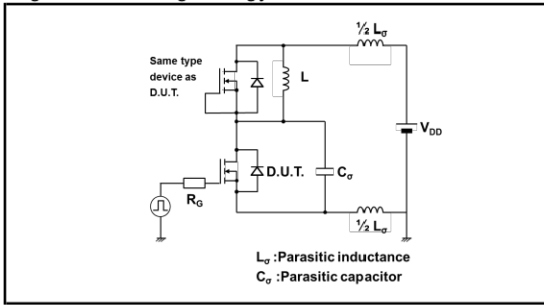 ½ Lσ
Same type
device as
D.U.T.
L
VDD
D.U.T.
Cσ
RG
½ Lσ
Lσ :Parasitic inductance
Cσ :Parasitic capacitor